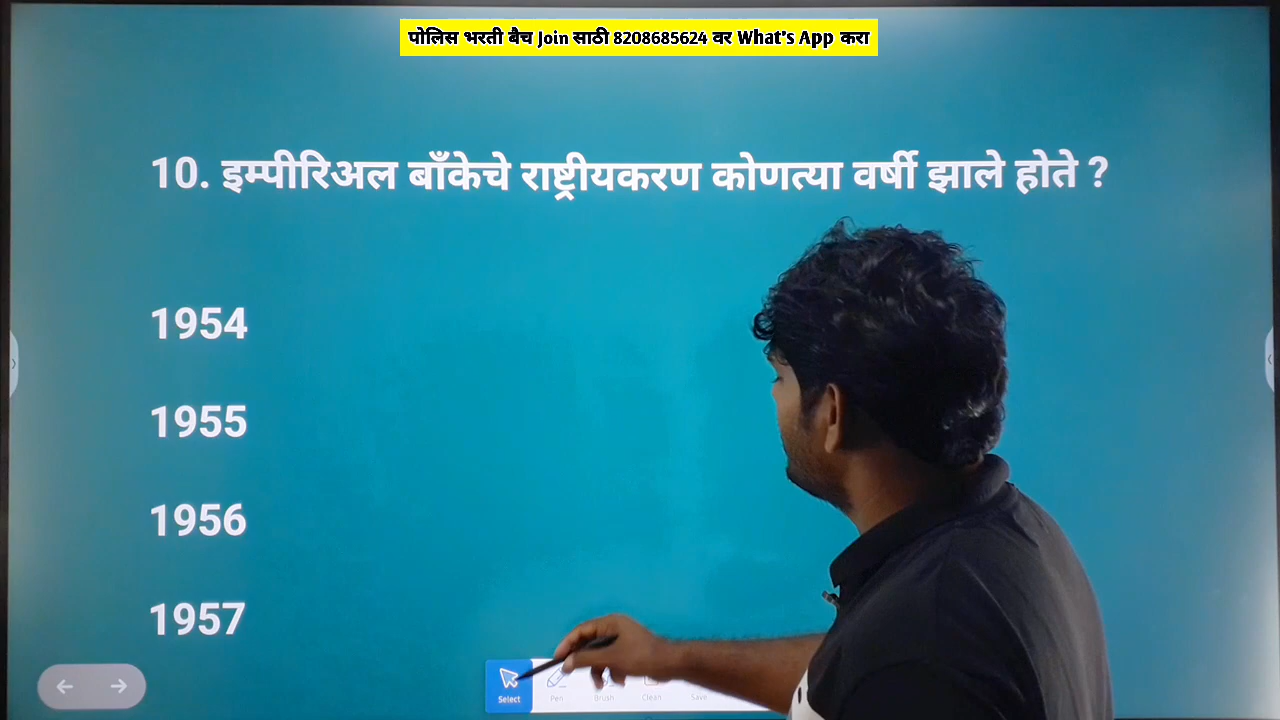 पोलिस भरती बैच Join साठी 8208685624 वर What's App करा
10. इम्पीरिअल बाँकेचे राष्ट्रीयकरण कोणत्या वर्षी झाले होते ?
1954
1955
1956
1957
Select
Pen
Brush
Clean
Save